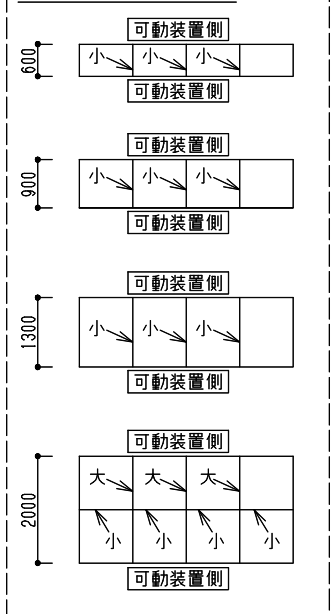 可動装置側
600 小 小 小
可動装置側
可動装置側
900 小 小 小
可動装置側
可動装置側
1300 小 小 小
可動装置側
可動装置側
2000 大 大 大
小 小 小 小
可動装置側